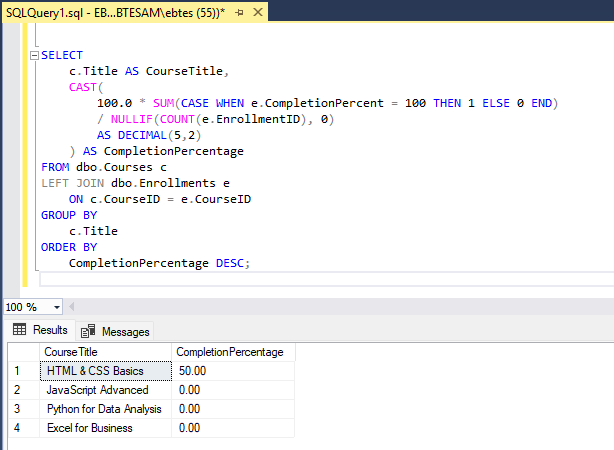 SQLQuery1.sql - EB...BTESAM\ebtes (55))*
SELECT
c.Title AS CourseTitle,
CAST(
100.0 * SUM(CASE WHEN e.CompletionPercent = 100 THEN 1 ELSE 0 END)
/ NULLIF(COUNT(e.EnrollmentID), 0)
AS DECIMAL(5,2)
) AS CompletionPercentage
FROM dbo.Courses c
LEFT JOIN dbo.Enrollments e
ON c.CourseID = e.CourseID
GROUP BY
c.Title
ORDER BY
CompletionPercentage DESC;
100 %
Results Messages
CourseTitle CompletionPercentage
1 HTML & CSS Basics 50.00
2 JavaScript Advanced 0.00
3 Python for Data Analysis 0.00
4 Excel for Business 0.00